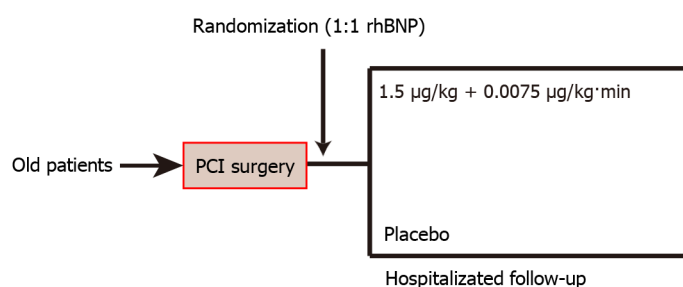 Randomization (1:1 rhBNP)
1.5 µg/kg + 0.0075 µg/kg·min
Old patients
PCI surgery
Placebo
Hospitalizated follow-up